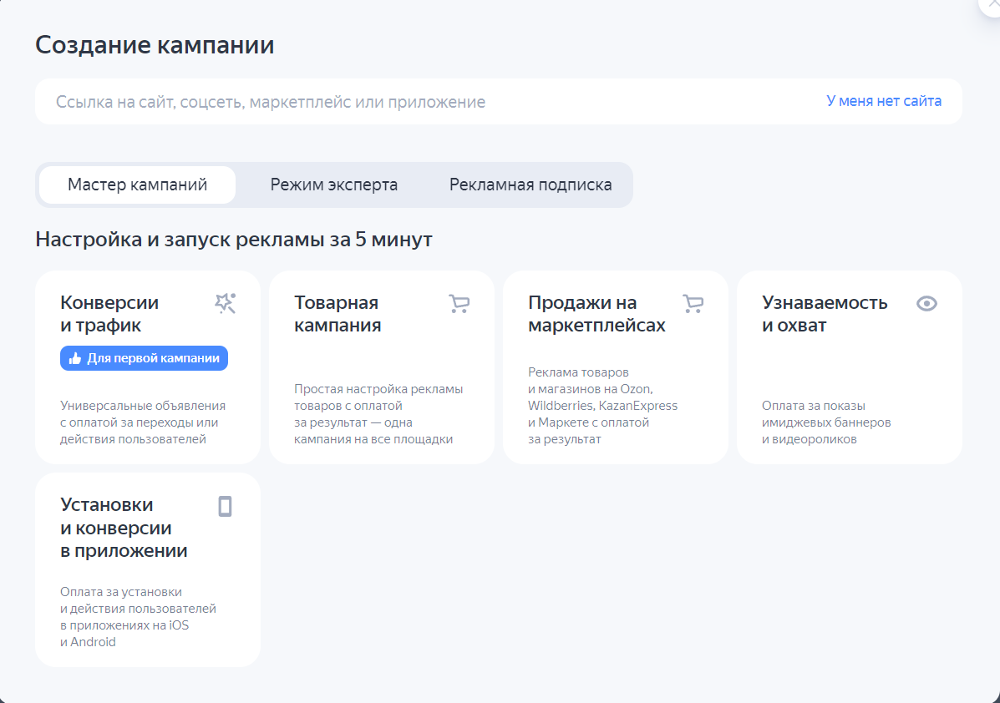 Создание кампании
Ссылка на сайт, соцсеть, маркетплейс или приложение
У меня нет сайта
Мастер кампаний
Режим эксперта
Рекламная подписка
Настройка и запуск рекламы за 5 минут
Конверсии
и трафик
Для первой кампании
Универсальные объявления
с оплатой за переходы или
действия пользователей
Товарная
кампания
Простая настройка рекламы
товаров с оплатой
за результат — одна
кампания на все площадки
Продажи на
маркетплейсах
Реклама товаров
и магазинов на Ozon,
Wildberries, KazanExpress
и Маркете с оплатой
за результат
Узнаваемость
и охват
Оплата за показы
имиджевых баннеров
и видеороликов
Установки
и конверсии
в приложении
Оплата за установки
и действия пользователей
в приложениях на iOS
и Android